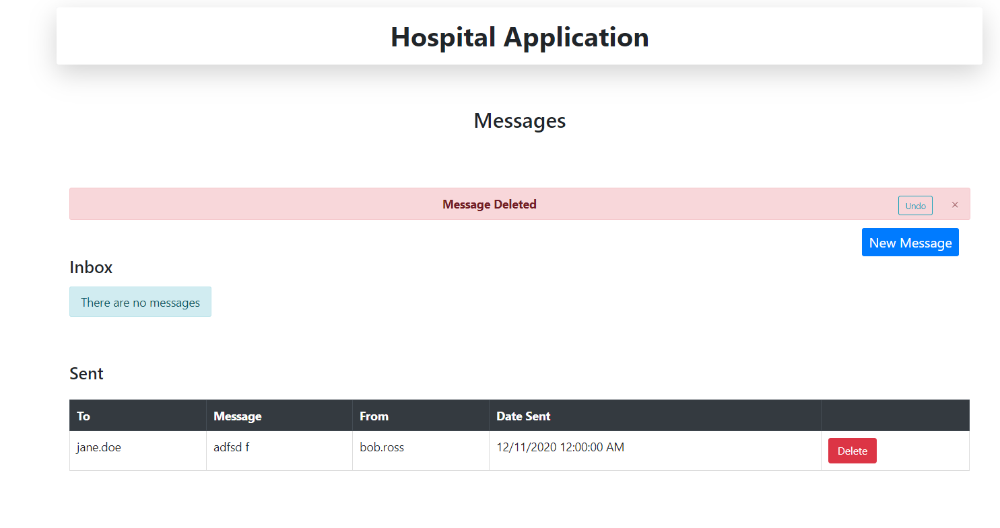 Hospital Application
Messages
Message Deleted Undo ×
New Message
Inbox
There are no messages
Sent
To Message From Date Sent
jane.doe adfsd f bob.ross 12/11/2020 12:00:00 AM Delete